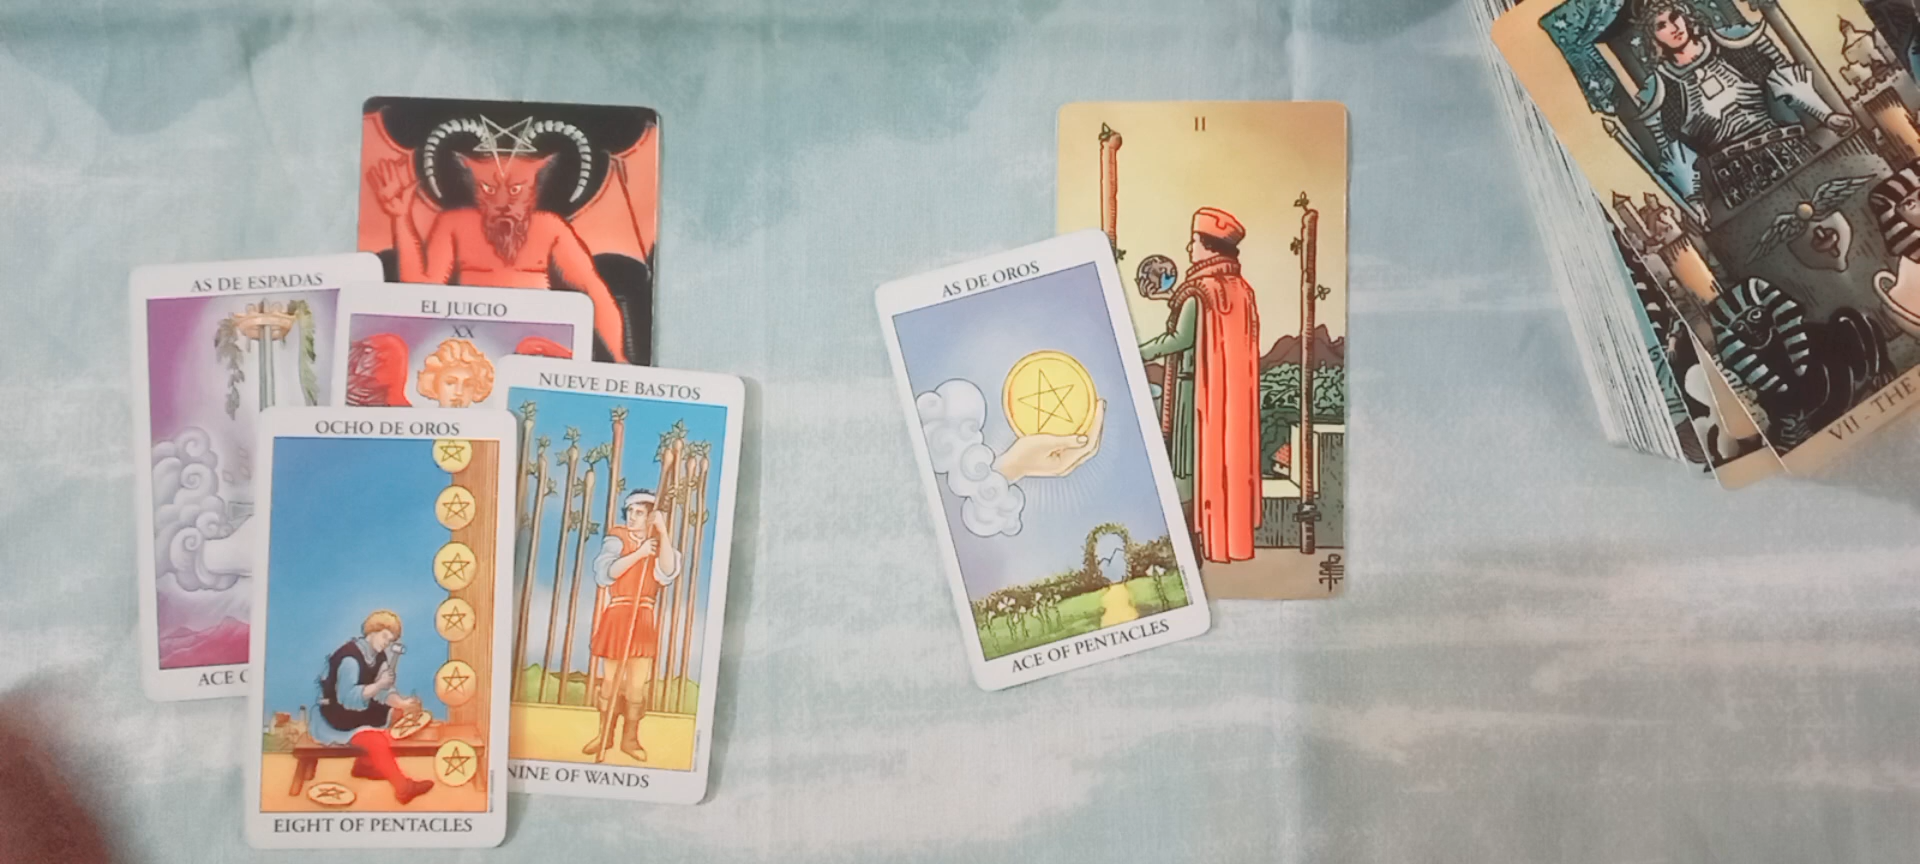 AS DE ESPADAS
ACE
EL JUICIO
XX
NUEVE DE BASTOS
NINE OF WANDS
OCHO DE OROS
EIGHT OF PENTACLES
II
AS DE OROS
ACE OF PENTACLES
VII - THE